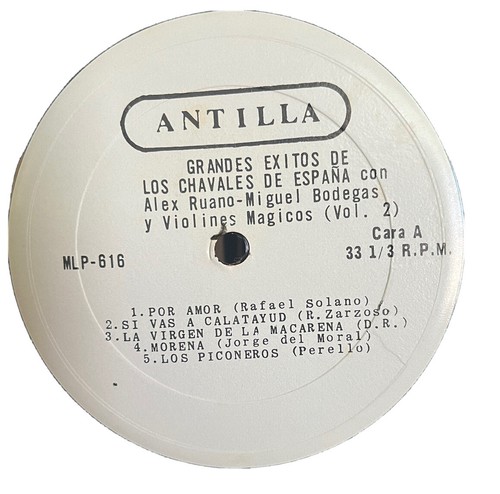 ANTILLA
GRANDES EXITOS DE
LOS CHAVALES DE ESPAÑA con
Alex Ruano-Miguel Bodegas
y Violines Magicos (Vol. 2)
Cara A
MLP-616
33 1/3 R.P.M.
1.POR AMOR (Rafael Solano)
2.SI VAS A CALATAYUD (R.Zarzoso)
3.LA VIRGEN DE LA MACARENA (D.R.)
4.MORENA (Jorge del Moral)
5.LOS PICONEROS (Perello)